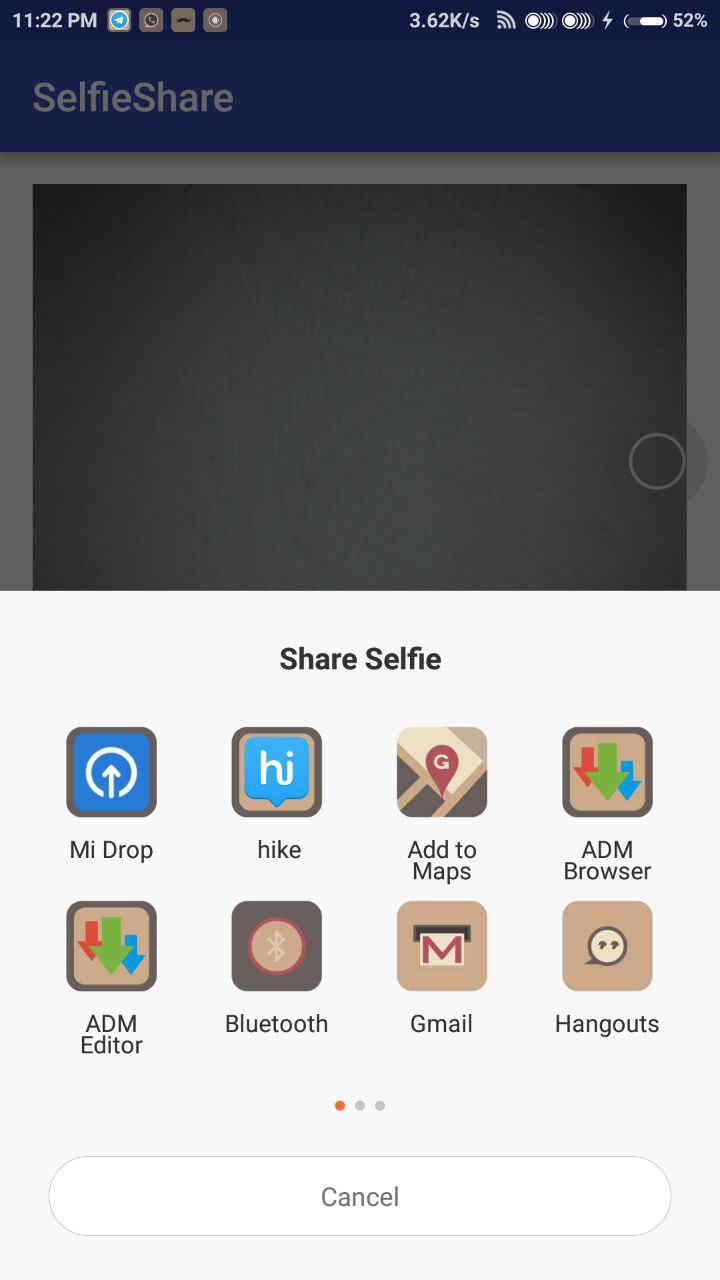 11:22 PM 3.62K/s 52%
SelfieShare
Share Selfie
hi G
Mi Drop hike Add to Maps ADM Browser
M
ADM Editor Bluetooth Gmail Hangouts
Cancel